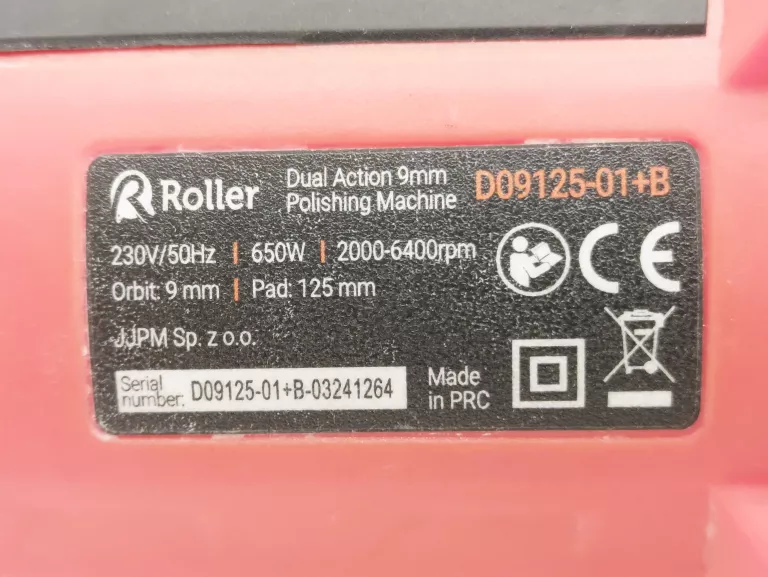 Roller Dual Action 9mm Polishing Machine D09125-01+B
230V/50Hz | 650W | 2000-6400rpm
Orbit: 9 mm | Pad: 125 mm
CE
JJPM Sp. z o.o.
Serial number: D09125-01+B-03241264
Made in PRC